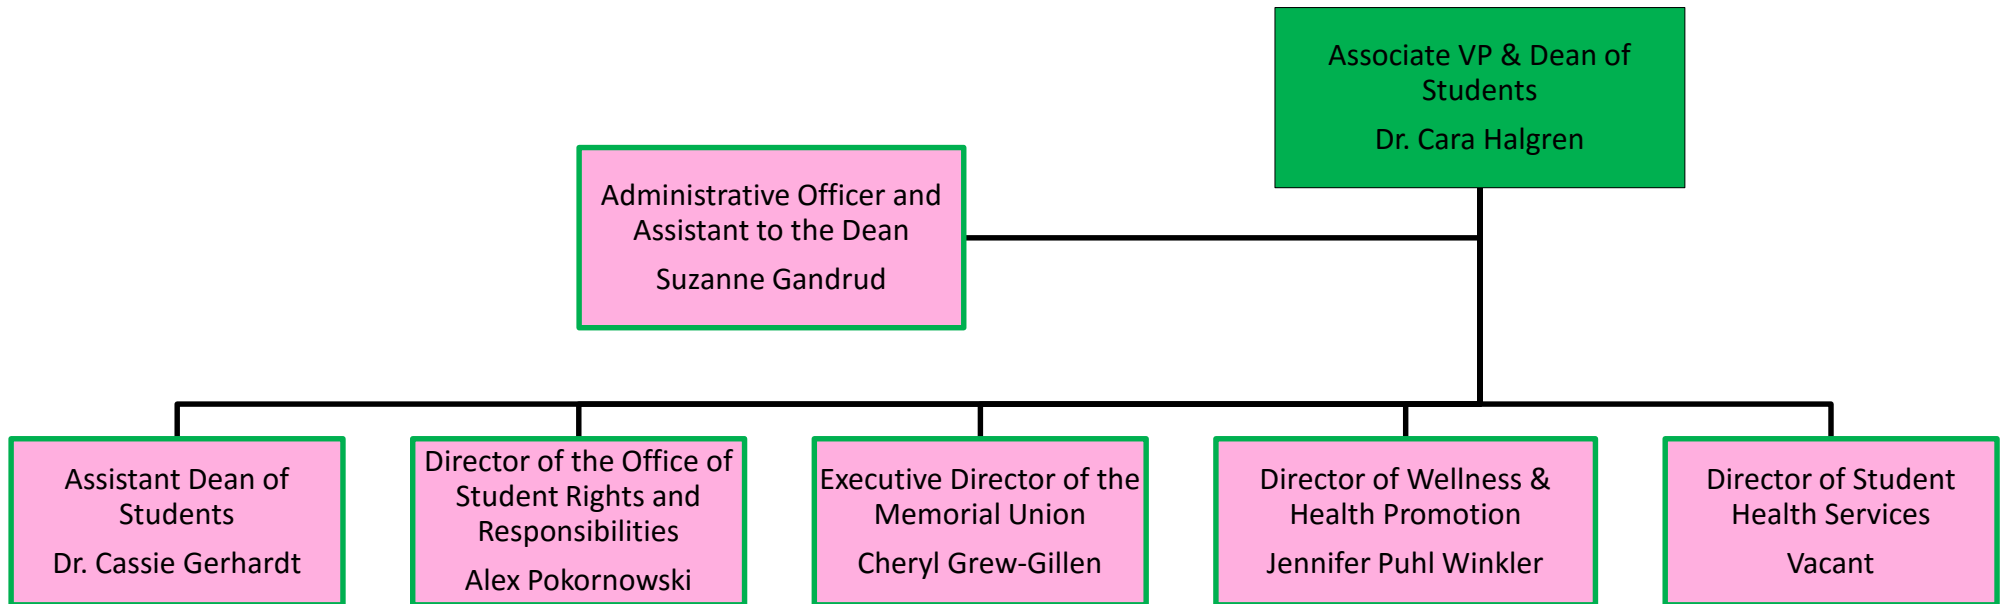 Associate VP & Dean of
Students
Dr. Cara Halgren
Administrative Officer and
Assistant to the Dean
Suzanne Gandrud
Assistant Dean of
Students
Dr. Cassie Gerhardt
Director of the Office of
Student Rights and
Responsibilities
Alex Pokornowski
Executive Director of the
Memorial Union
Cheryl Grew-Gillen
Director of Wellness &
Health Promotion
Jennifer Puhl Winkler
Director of Student
Health Services
Vacant